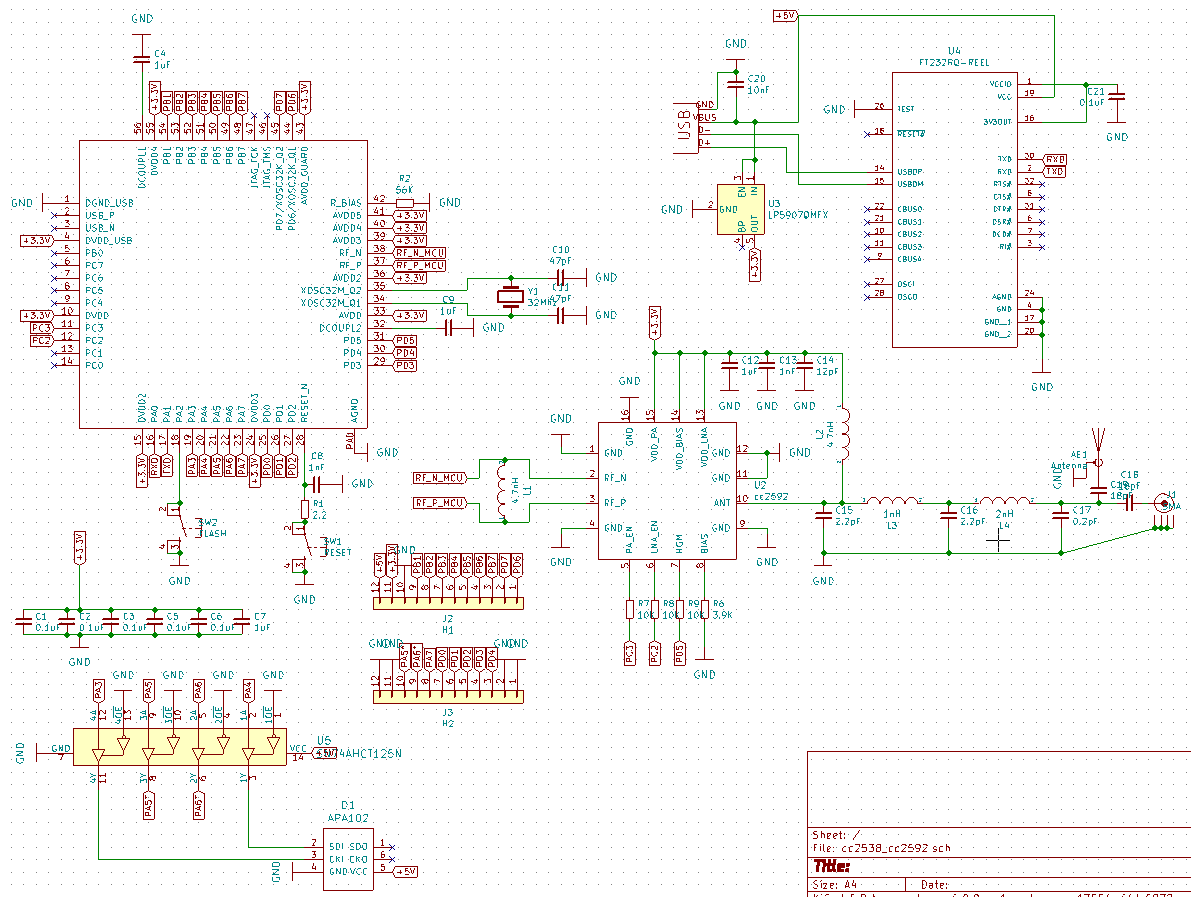 GND
C4
1uF
+3.3V
PB1
PB2
PB3
PB4
PB5
PB6
PB7
PD7
PD6
+3.3V
56
55
54
53
52
51
50
49
48
47
46
45
44
43
DCOUPL1
DVDD4
PB1
PB2
PB3
PB4
PB5
PB6
PB7
JTAG_TCK
JTAG_TMS
PD7/XOSC32K_Q2
PD6/XOSC32K_Q1
AVDD_GUARD
GND
1 DGND_USB
2 USB_P
3 USB_N
+3.3V 4 DVDD_USB
5 PB0
6 PC7
7 PC6
8 PC5
9 PC4
+3.3V 10 DVDD
PC3 11 PC3
PC2 12 PC2
13 PC1
14 PC0
R2
56K
R_BIAS 42 GND
AVDD5 41 +3.3V
AVDD4 40 +3.3V
AVDD3 39 +3.3V
RF_N 38 RF_N_MCU
RF_P 37 RF_P_MCU
AVDD2 36 +3.3V
XOSC32M_Q2 35
XOSC32M_Q1 34
AVDD 33 +3.3V
DCOUPL2 32
PD5 31 PD5
PD4 30 PD4
PD3 29 PD3
C9
1uF
GND
C10
47pF
GND
Y1
32MHz
C11
47pF
GND
DVDD2
PA0
PA1
PA2
PA3
PA4
PA5
PA6
PA7
DVDD3
PD0
PD1
PD2
RESET_N
AGND
15
16
17
18
19
20
21
22
23
24
25
26
27
28
PAD
GND
+3.3V
RXD
TXD
PA3
PA4
PA5
PA6
PA7
+3.3V
PD0
PD1
PD2
C8
1nF
GND
R1
2.2
SW2
FLASH
GND
SW1
RESET
GND
+3.3V
C1
0.1uF
C2
0.1uF
C3
0.1uF
C5
0.1uF
C6
0.1uF
C7
1uF
GND
+5V
+3.3V
GND
PB1
PB2
PB3
PB4
PB5
PB6
PB7
PD7
PD6
12
11
10
9
8
7
6
5
4
3
2
1
J2
H1
GND
GND
PA5*
PA6*
PA7
PD0
PD1
PD2
PD3
PD4
GND
GND
12
11
10
9
8
7
6
5
4
3
2
1
J3
H2
PA3
GND
PA5
GND
PA6
GND
PA4
GND
4A
12
4OE
13
3A
9
3OE
10
2A
5
2OE
4
1A
2
1OE
1
GND
GND
7
VCC
14
+5V
U5
74AHCT125N
4Y
11
3Y
8
2Y
6
1Y
3
PA5*
PA6*
D1
APA102
2 SDI SDO 1
3 CKI CKO 6
GND 4 GND VCC 5 +5V
+5V
GND
C20
10nF
USB
GND
VBUS
D-
D+
U3
LP5907QMFX
3
1
EN
IN
GND 2 GND
BP
OUT
4
5
+3.3V
U4
FT232RQ-REEL
GND 26 TEST
18 RESET#
14 USBDP
15 USBDM
22 CBUS0
21 CBUS1
10 CBUS2
11 CBUS3
9 CBUS4
27 OSCI
28 OSCO
VCCIO 1
VCC 19
3V3OUT 16
TXD 30 RXD
RXD 2 TXD
RTS# 32
CTS# 8
DTR# 31
DSR# 6
DCD# 7
RI# 3
AGND 24
GND 4
GND__1 17
GND__2 20
GND
C21
0.1uF
GND
+3.3V
C12
1uF
GND
C13
1nF
GND
C14
12pF
GND
GND
16
15
14
13
GND
VDD_PA
VDD_BIAS
VDD_LNA
GND
1 GND
2 RF_N
3 RF_P
4 GND
GND
GND 12 GND
GND 11
U2
cc2592
ANT 10
GND 9
GND
RF_N_MCU
RF_P_MCU
4.7nH
L1
PA_EN
LNA_EN
HGM
BIAS
5
6
7
8
R7
10K
R8
10K
R9
10K
R6
3.9K
PC3
PC2
PD5
GND
L2
4.7nH
C15
2.2pF
GND
1nH
L3
C16
2.2pF
2nH
L4
C17
0.2pF
AE1
Antenna
GND
C18
18pF
C19
18pF
J1
SMA
Sheet: /
File: cc2538_cc2592.sch
Title:
Size: A4
Date: